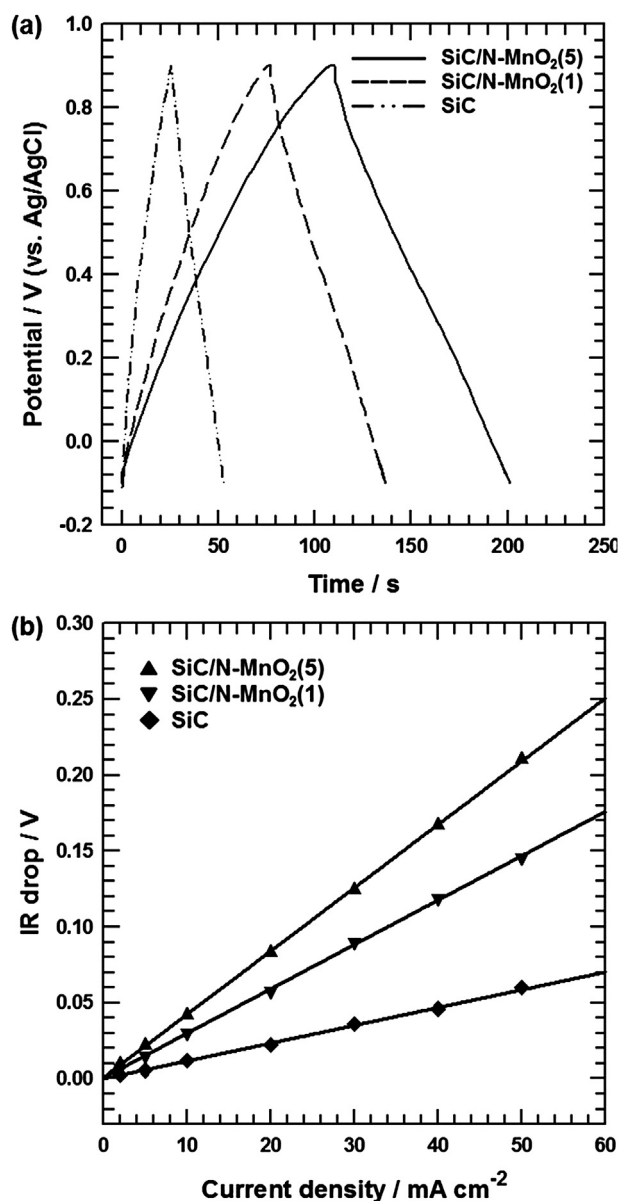 (a)
SiC/N-MnO₂(5)
SiC/N-MnO₂(1)
SiC
1.0
0.8
0.6
0.4
0.2
0.0
-0.2
Potential / V (vs. Ag/AgCl)
0 50 100 150 200 250
Time / s
(b)
SiC/N-MnO₂(5)
SiC/N-MnO₂(1)
SiC
0.30
0.25
0.20
0.15
0.10
0.05
0.00
IR drop / V
0 10 20 30 40 50 60
Current density / mA cm⁻²